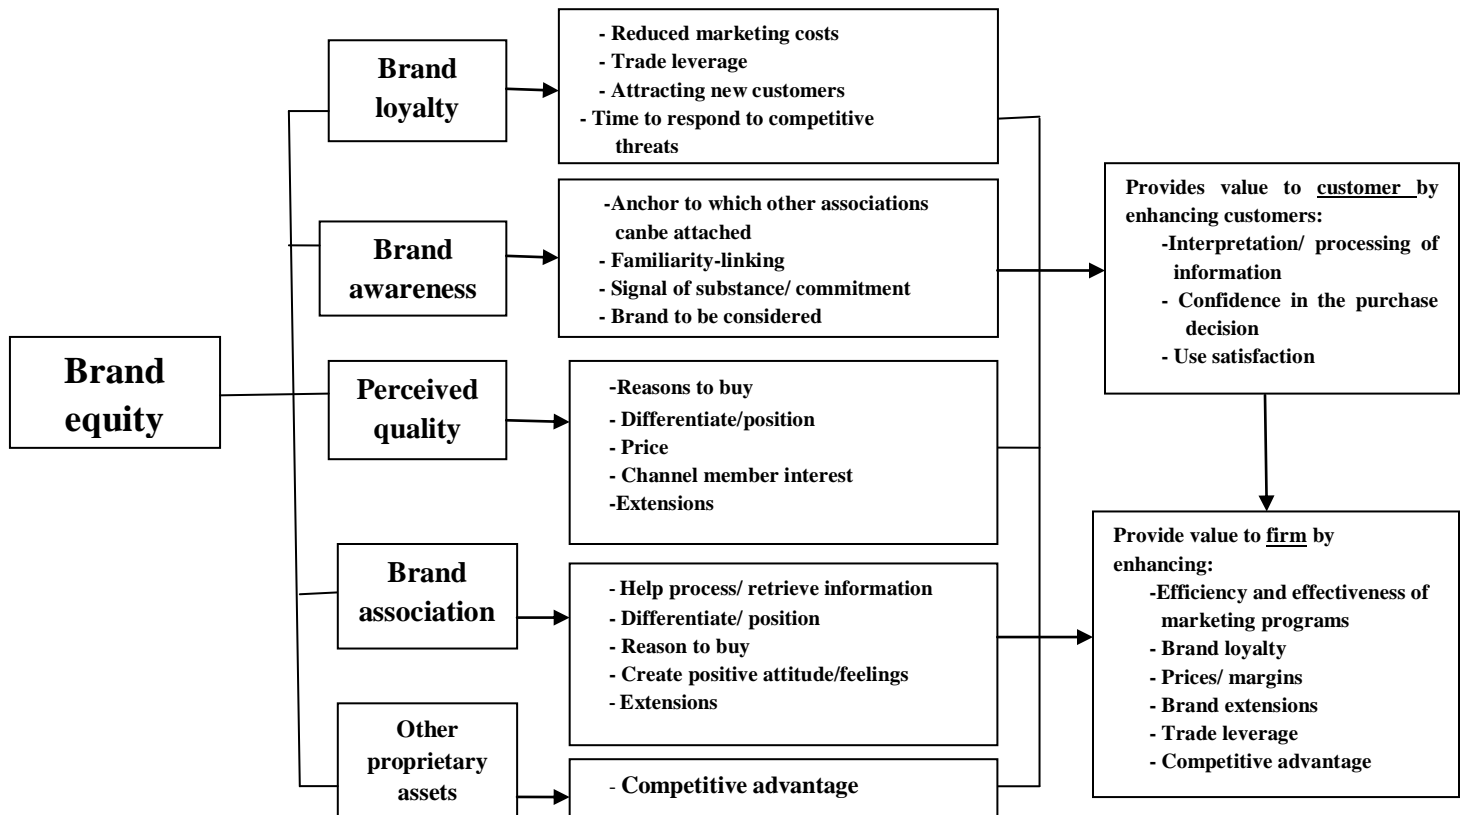 Brand
equity
Brand
loyalty
- Reduced marketing costs
- Trade leverage
- Attracting new customers
- Time to respond to competitive
threats
Brand
awareness
-Anchor to which other associations
canbe attached
- Familiarity-linking
- Signal of substance/ commitment
- Brand to be considered
Perceived
quality
-Reasons to buy
- Differentiate/position
- Price
- Channel member interest
-Extensions
Brand
association
- Help process/ retrieve information
- Differentiate/ position
- Reason to buy
- Create positive attitude/feelings
- Extensions
Other
proprietary
assets
- Competitive advantage
Provides value to customer by
enhancing customers:
-Interpretation/ processing of
information
- Confidence in the purchase
decision
- Use satisfaction
Provide value to firm by
enhancing:
-Efficiency and effectiveness of
marketing programs
- Brand loyalty
- Prices/ margins
- Brand extensions
- Trade leverage
- Competitive advantage